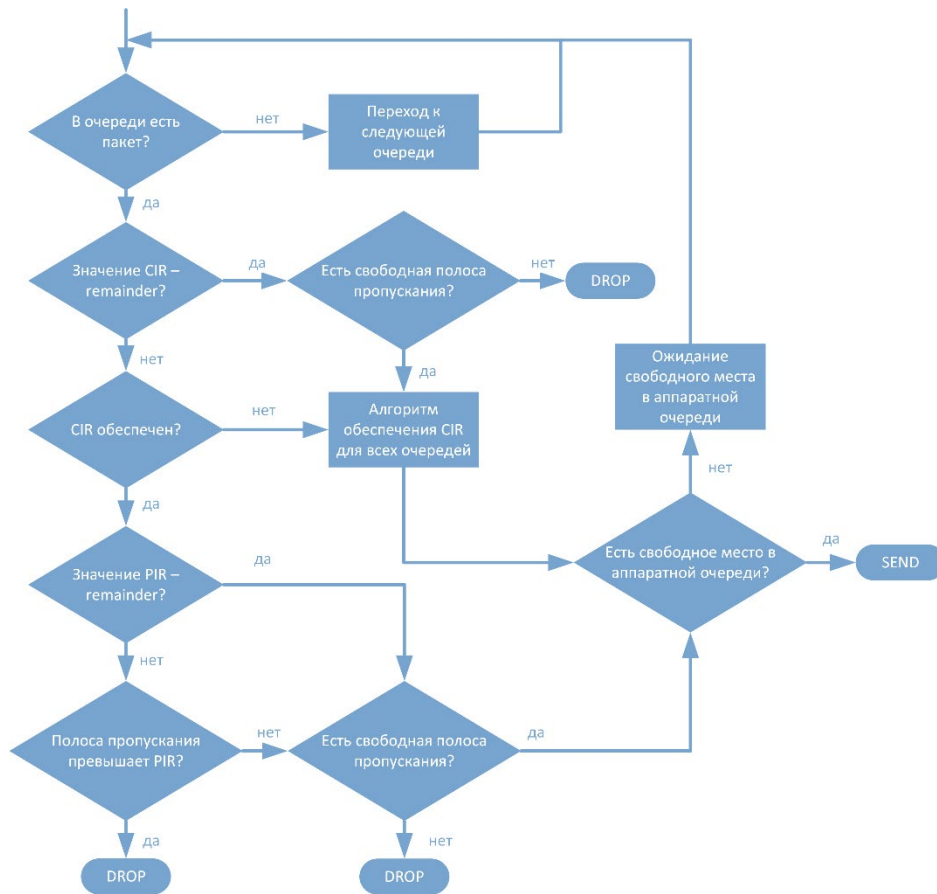 В очереди есть
пакет?
нет
Переход к
следующей
очереди
да
Значение CIR –
remainder?
да
Есть свободная полоса
пропускания?
нет
DROP
нет
да
Ожидание
свободного места
в аппаратной
очереди
CIR обеспечен?
нет
Алгоритм
обеспечения CIR
для всех очередей
нет
да
Значение PIR –
remainder?
да
Есть свободное место в
аппаратной очереди?
да
SEND
нет
Полоса пропускания
превышает PIR?
нет
Есть свободная полоса
пропускания?
да
да
DROP
нет
DROP